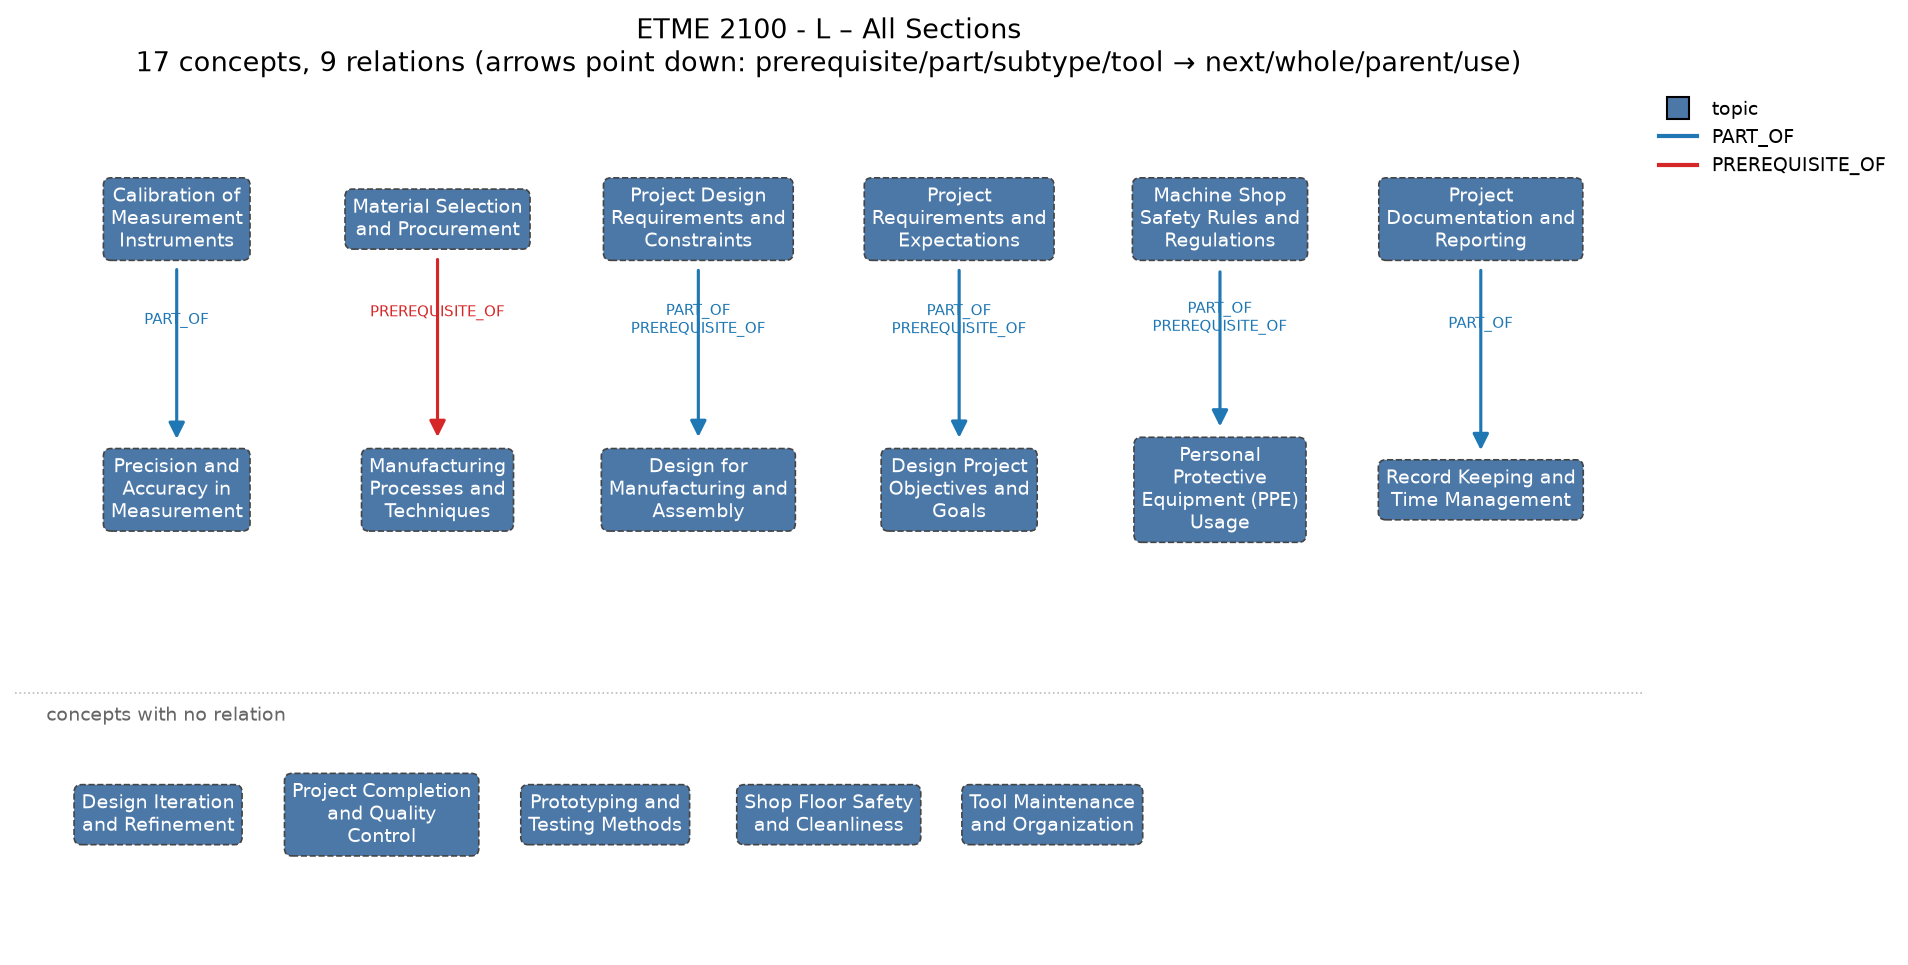 ETME 2100 - L – All Sections
17 concepts, 9 relations (arrows point down: prerequisite/part/subtype/tool → next/whole/parent/use)
topic
PART_OF
PREREQUISITE_OF
Calibration of
Measurement
Instruments
Material Selection
and Procurement
Project Design
Requirements and
Constraints
Project
Requirements and
Expectations
Machine Shop
Safety Rules and
Regulations
Project
Documentation and
Reporting
PART_OF
PREREQUISITE_OF
PART_OF
PREREQUISITE_OF
PART_OF
PREREQUISITE_OF
PART_OF
PREREQUISITE_OF
PART_OF
Precision and
Accuracy in
Measurement
Manufacturing
Processes and
Techniques
Design for
Manufacturing and
Assembly
Design Project
Objectives and
Goals
Personal
Protective
Equipment (PPE)
Usage
Record Keeping and
Time Management
concepts with no relation
Design Iteration
and Refinement
Project Completion
and Quality
Control
Prototyping and
Testing Methods
Shop Floor Safety
and Cleanliness
Tool Maintenance
and Organization